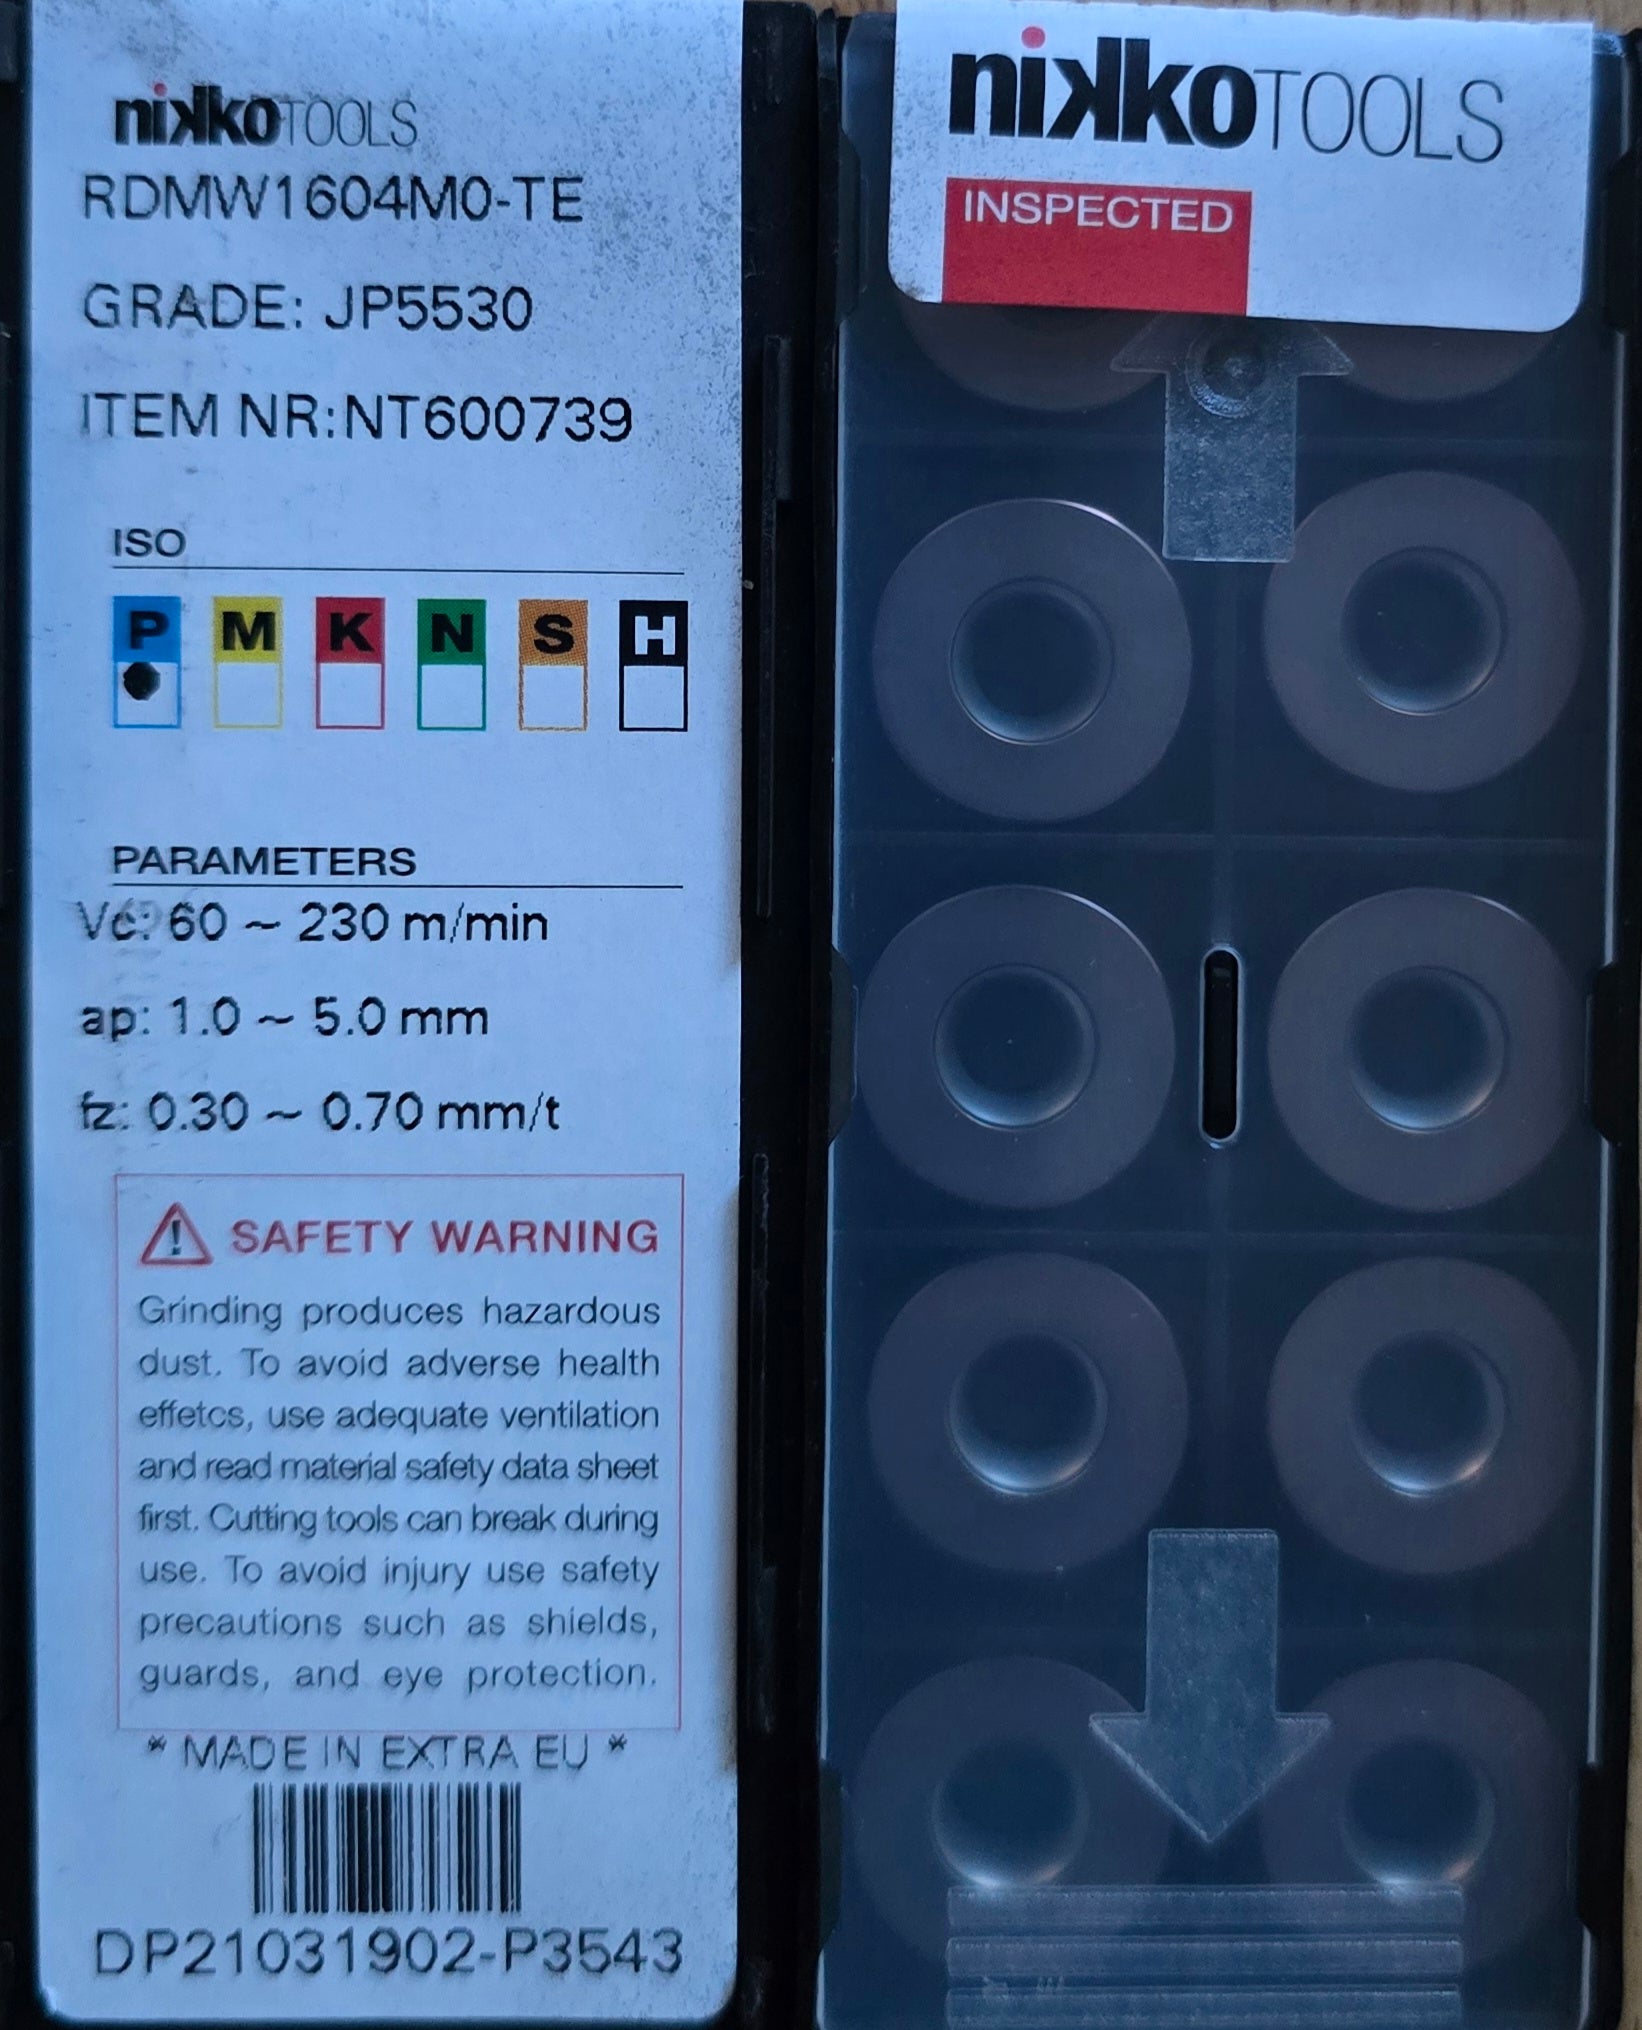 nikkoTOOLS
RDMW1604M0-TE
GRADE: JP5530
ITEM NR:NT600739
ISO
P M K N S H
PARAMETERS
Vc: 60 ~ 230 m/min
ap: 1.0 ~ 5.0 mm
fz: 0.30 ~ 0.70 mm/t
SAFETY WARNING
Grinding produces hazardous
dust. To avoid adverse health
effetcs, use adequate ventilation
and read material safety data sheet
first. Cutting tools can break during
use. To avoid injury use safety
precautions such as shields,
guards, and eye protection.
* MADE IN EXTRA EU *
DP21031902-P3543
nikkoTOOLS
INSPECTED